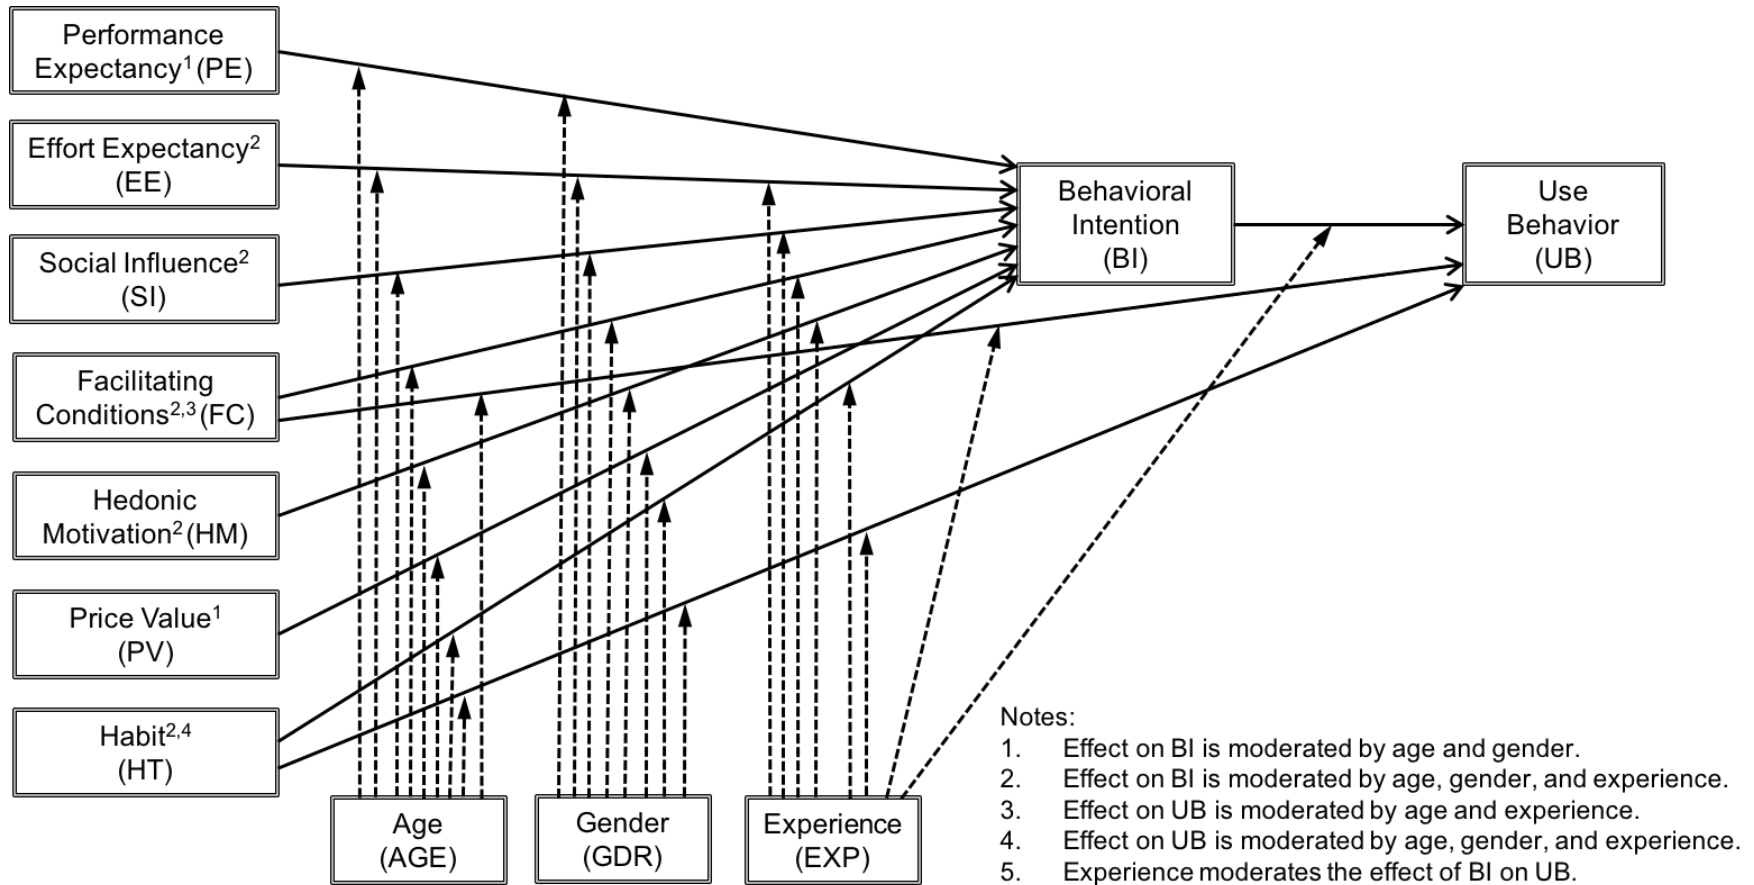 Performance
Expectancy¹ (PE)
Effort Expectancy²
(EE)
Social Influence²
(SI)
Facilitating
Conditions²,³ (FC)
Hedonic
Motivation² (HM)
Price Value¹
(PV)
Habit²,⁴
(HT)
Behavioral
Intention
(BI)
Use
Behavior
(UB)
Age
(AGE)
Gender
(GDR)
Experience
(EXP)
Notes:
1. Effect on BI is moderated by age and gender.
2. Effect on BI is moderated by age, gender, and experience.
3. Effect on UB is moderated by age and experience.
4. Effect on UB is moderated by age, gender, and experience.
5. Experience moderates the effect of BI on UB.